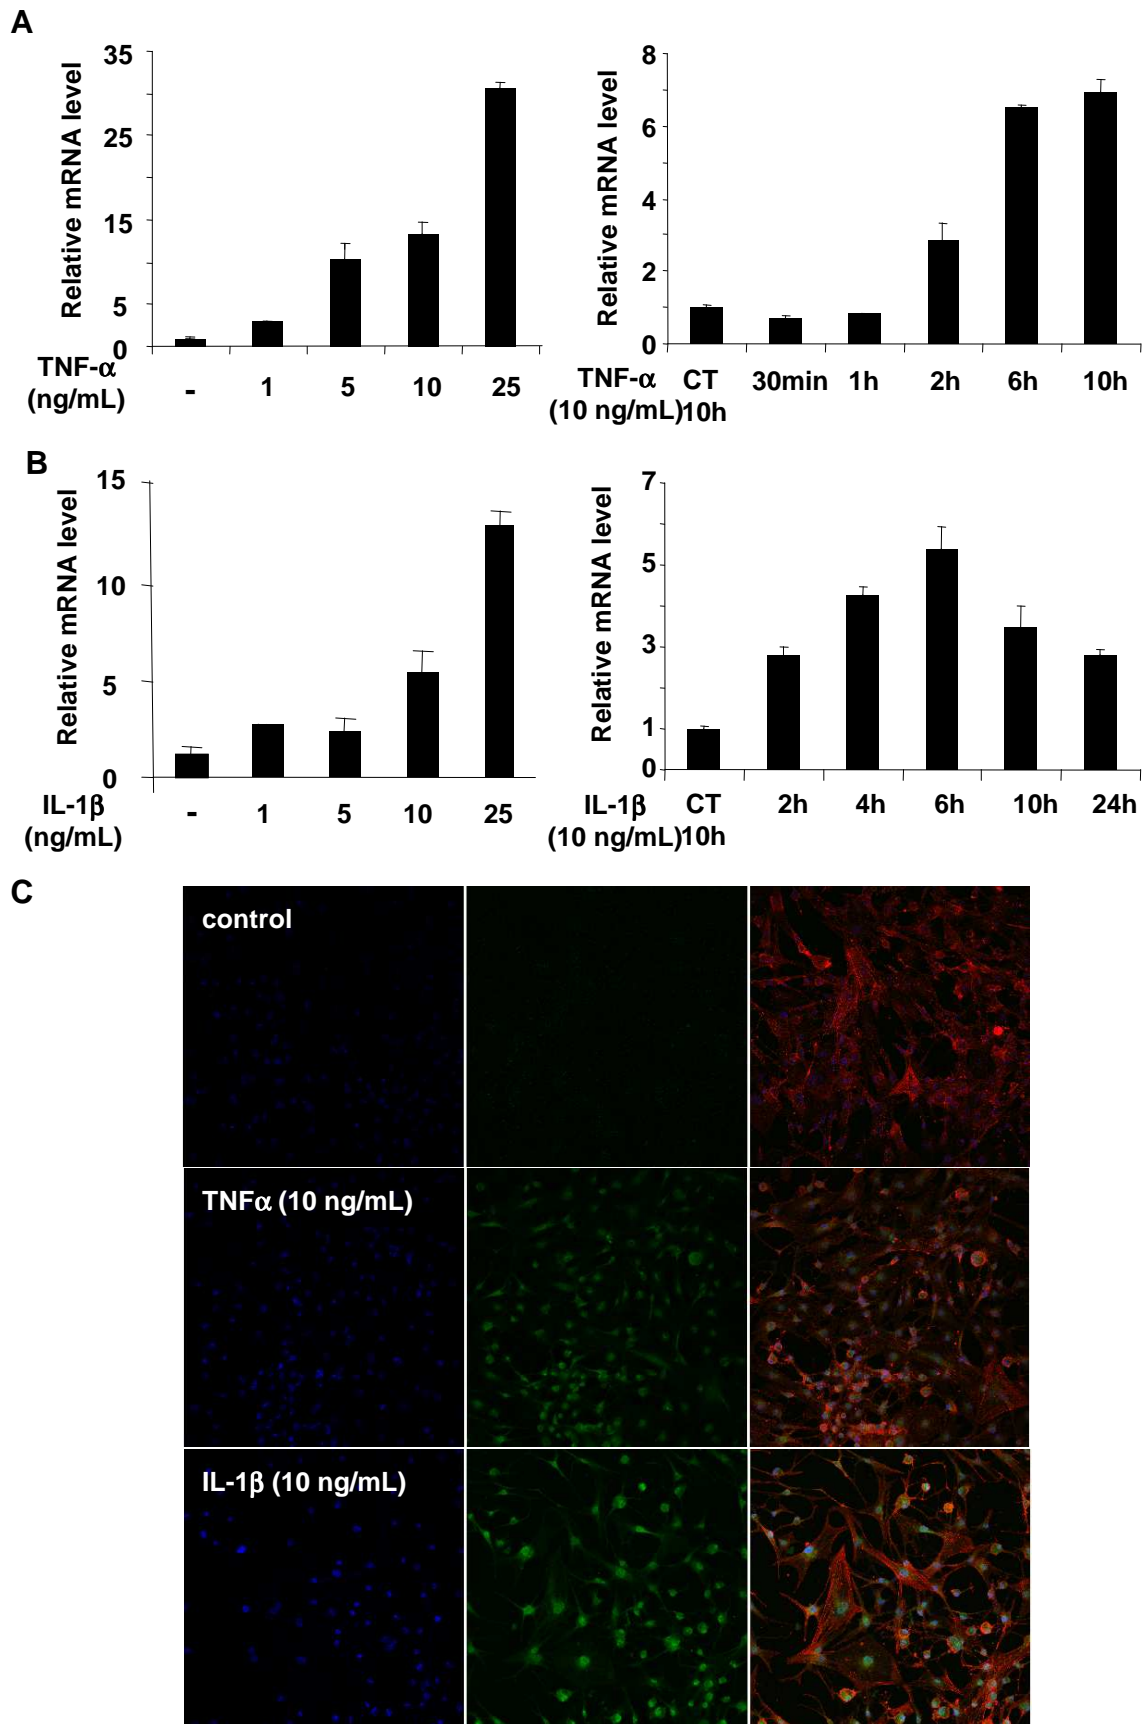 A
Relative mRNA level
35
25
15
5
0
TNF-α
(ng/mL)
- 1 5 10 25
Relative mRNA level
8
6
4
2
0
TNF-α
(10 ng/mL)
CT 30min 1h 2h 6h 10h
10h
B
Relative mRNA level
15
10
5
0
IL-1β
(ng/mL)
- 1 5 10 25
Relative mRNA level
7
5
3
1
0
IL-1β
(10 ng/mL)
CT 2h 4h 6h 10h 24h
10h
C
control
TNFα (10 ng/mL)
IL-1β (10 ng/mL)